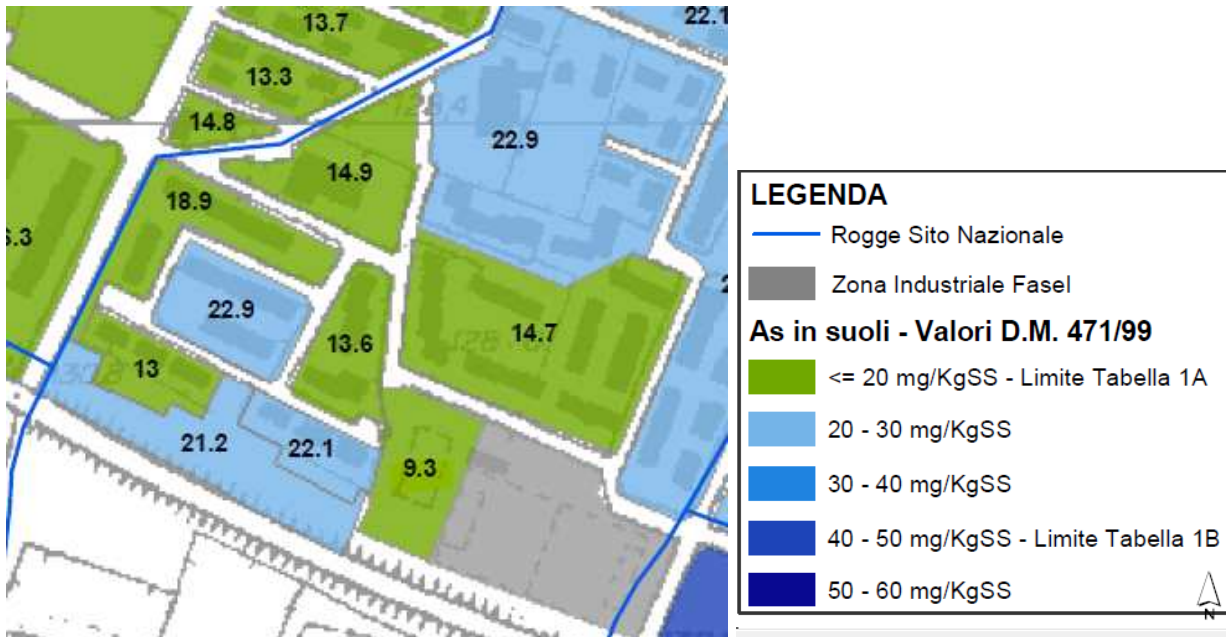 13.7
22.1
13.3
14.8
128.4
22.9
14.9
18.9
22.9
14.7
13.6
13
21.2
22.1
9.3
LEGENDA
Rogge Sito Nazionale
Zona Industriale Fasel
As in suoli - Valori D.M. 471/99
<= 20 mg/KgSS - Limite Tabella 1A
20 - 30 mg/KgSS
30 - 40 mg/KgSS
40 - 50 mg/KgSS - Limite Tabella 1B
50 - 60 mg/KgSS
N